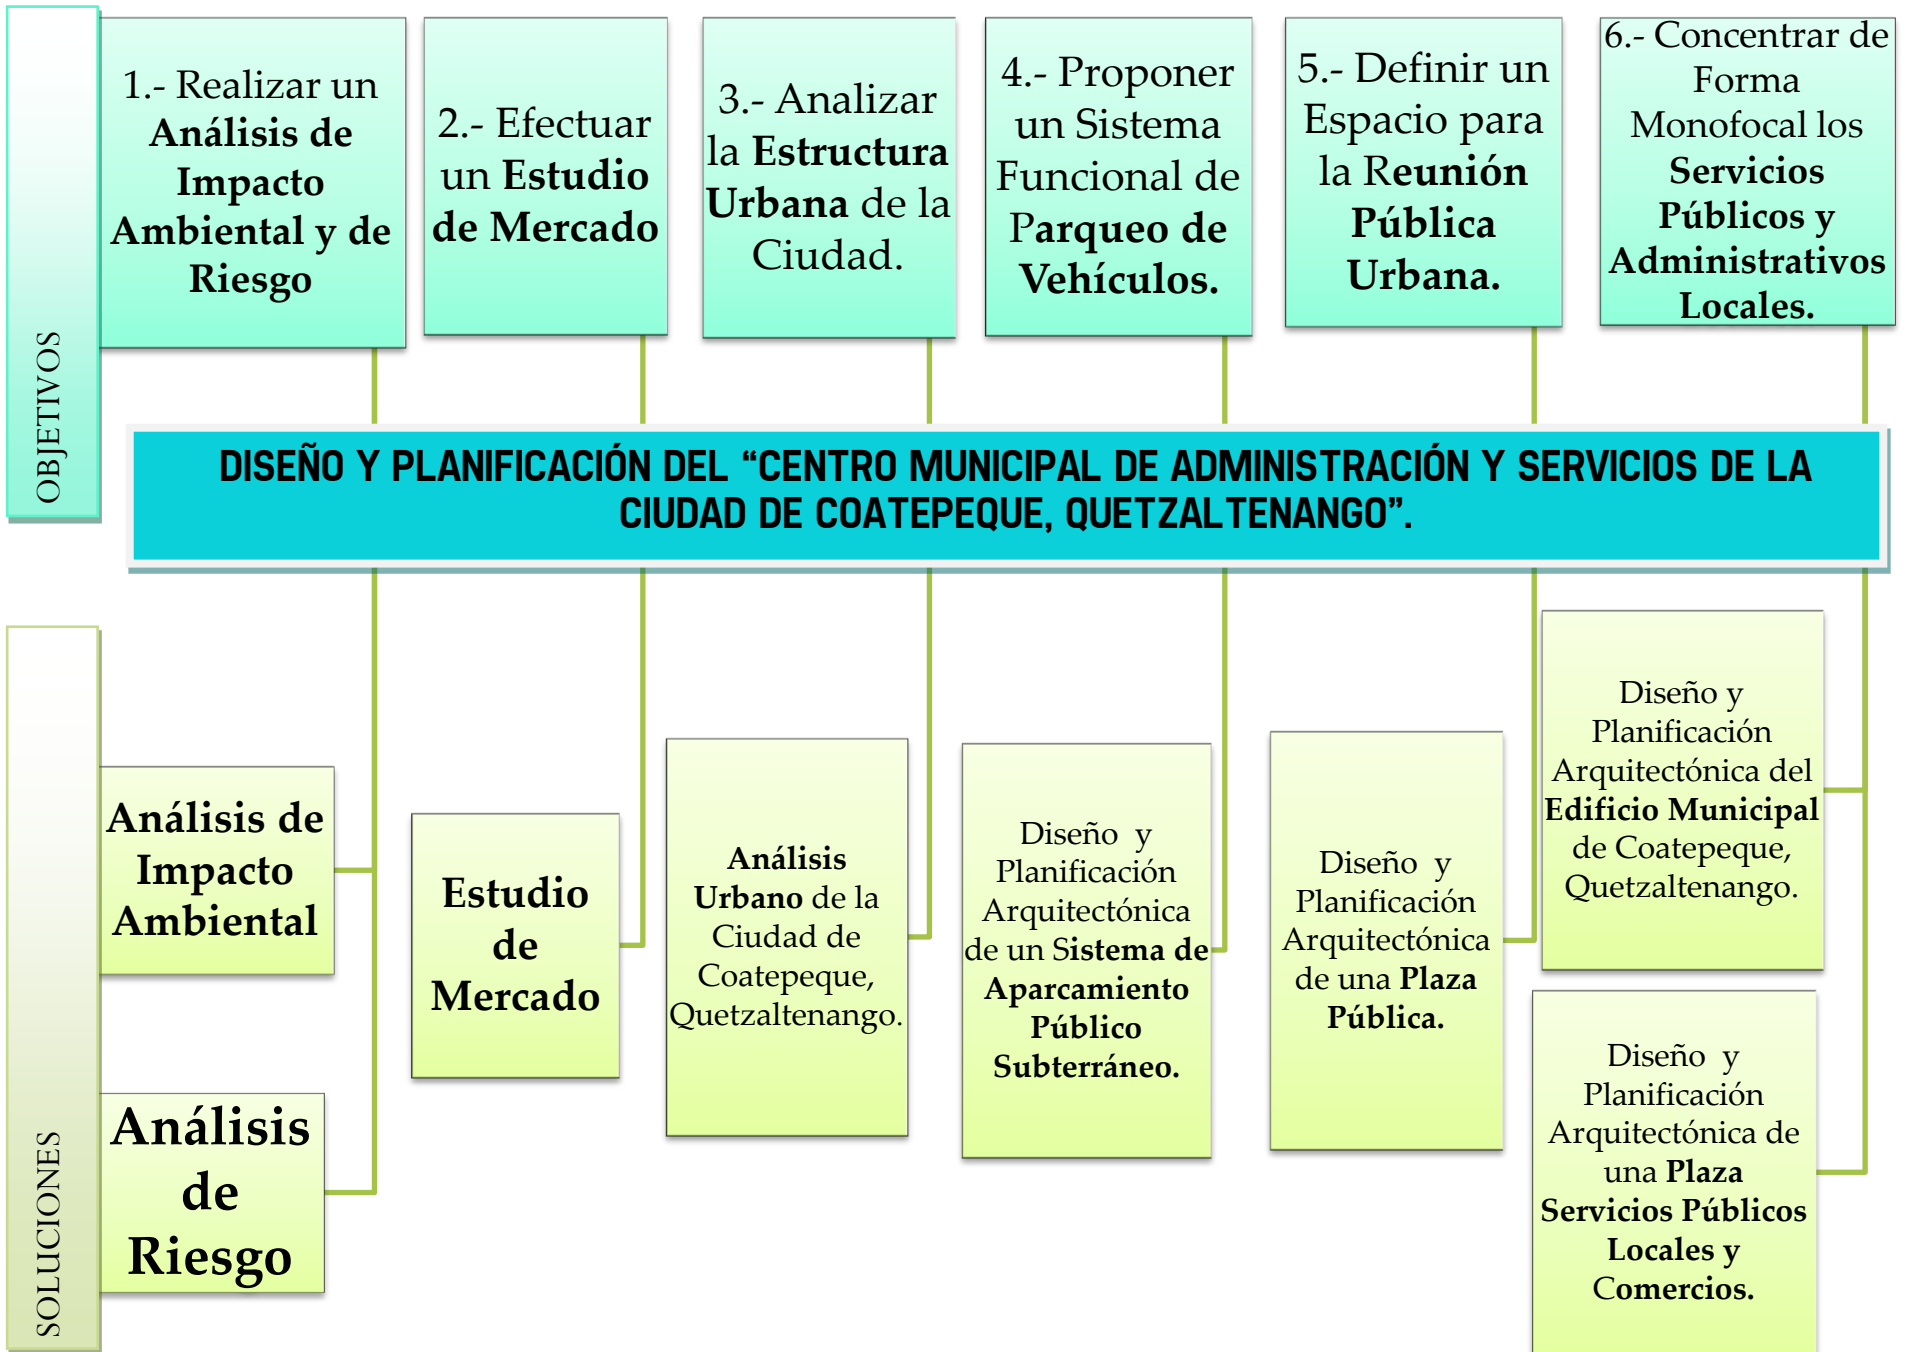 OBJETIVOS
1.- Realizar un
Análisis de
Impacto
Ambiental y de
Riesgo
2.- Efectuar
un Estudio
de Mercado
3.- Analizar
la Estructura
Urbana de la
Ciudad.
4.- Proponer
un Sistema
Funcional de
Parqueo de
Vehículos.
5.- Definir un
Espacio para
la Reunión
Pública
Urbana.
6.- Concentrar de
Forma
Monofocal los
Servicios
Públicos y
Administrativos
Locales.
DISEÑO Y PLANIFICACIÓN DEL “CENTRO MUNICIPAL DE ADMINISTRACIÓN Y SERVICIOS DE LA
CIUDAD DE COATEPEQUE, QUETZALTENANGO”.
SOLUCIONES
Análisis de
Impacto
Ambiental
Análisis
de
Riesgo
Estudio
de
Mercado
Análisis
Urbano de la
Ciudad de
Coatepeque,
Quetzaltenango.
Diseño y
Planificación
Arquitectónica
de un Sistema de
Aparcamiento
Público
Subterráneo.
Diseño y
Planificación
Arquitectónica
de una Plaza
Pública.
Diseño y
Planificación
Arquitectónica del
Edificio Municipal
de Coatepeque,
Quetzaltenango.
Diseño y
Planificación
Arquitectónica de
una Plaza
Servicios Públicos
Locales y
Comercios.